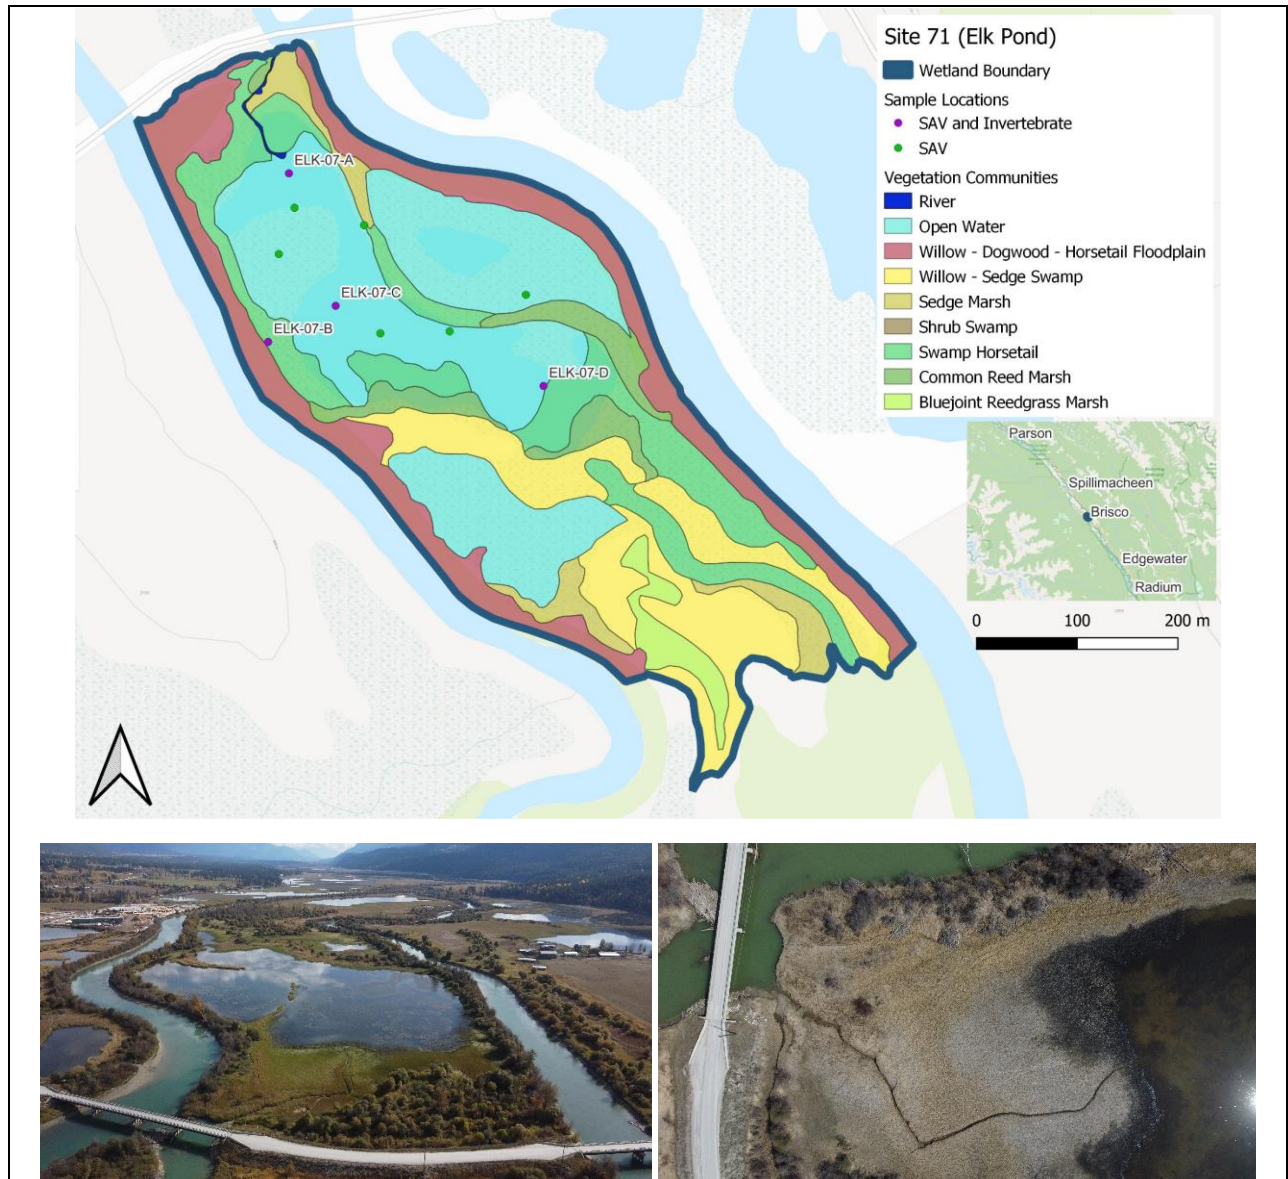 Site 71 (Elk Pond)
Wetland Boundary
Sample Locations
SAV and Invertebrate
SAV
Vegetation Communities
River
Open Water
Willow - Dogwood - Horsetail Floodplain
Willow - Sedge Swamp
Sedge Marsh
Shrub Swamp
Swamp Horsetail
Common Reed Marsh
Bluejoint Reedgrass Marsh
ELK-07-A
ELK-07-C
ELK-07-B
ELK-07-D
Parson
Spillimacheen
Brisco
Edgewater
Radium
0 100 200 m